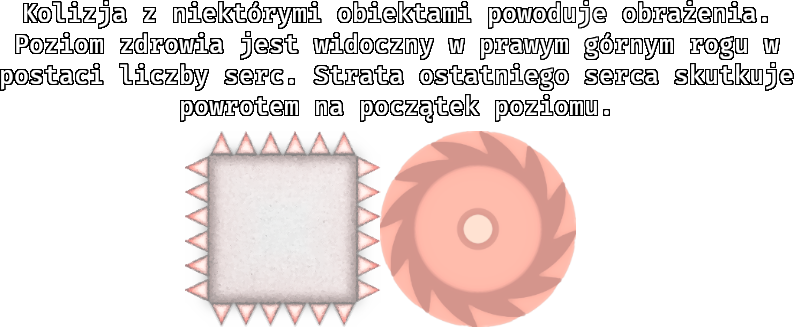 Kolizja z niektórymi obiektami powoduje obrażenia.
Poziom zdrowia jest widoczny w prawym górnym rogu w
postaci liczby serc. Strata ostatniego serca skutkuje
powrotem na początek poziomu.